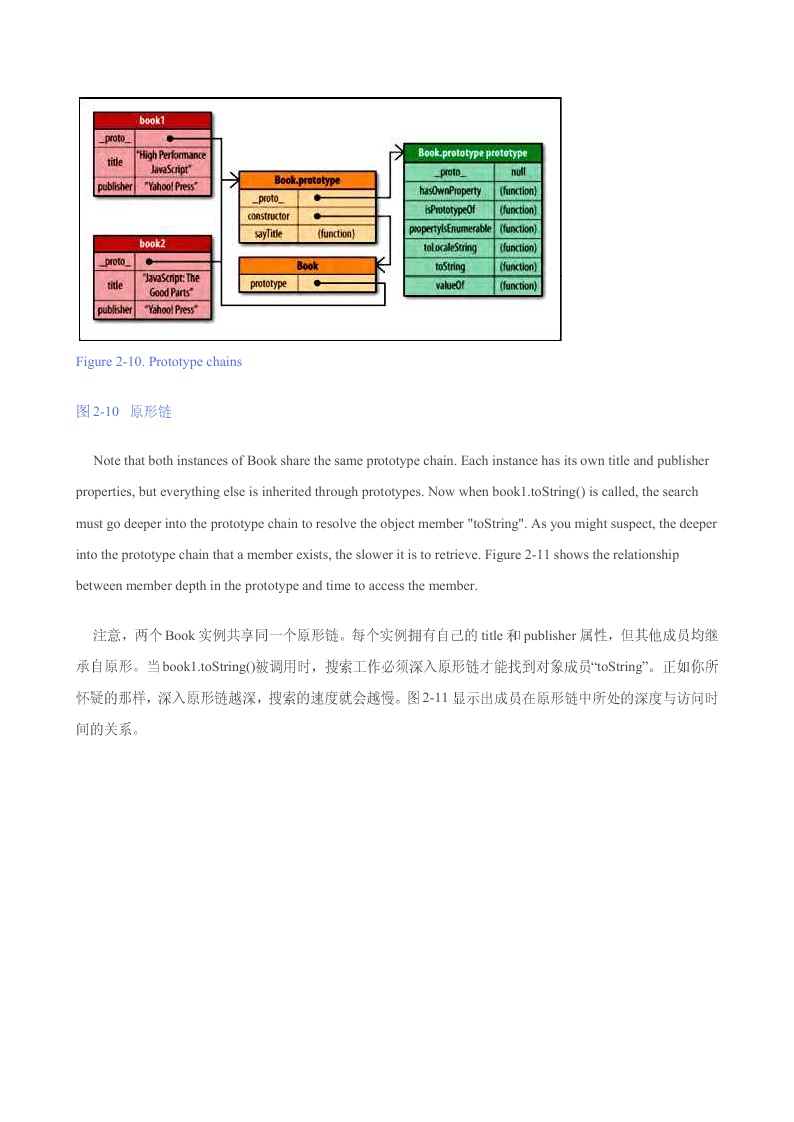 book1
_proto_
title "High Performance
JavaScript"
publisher "Yahoo! Press"
book2
_proto_
title "JavaScript: The
Good Parts"
publisher "Yahoo! Press"
Book.prototype
_proto_
constructor
sayTitle (function)
Book
prototype
Book.prototype prototype
_proto_ null
hasOwnProperty (function)
isPrototypeOf (function)
propertyIsEnumerable (function)
toLocaleString (function)
toString (function)
valueOf (function)
Figure 2-10. Prototype chains
图 2-10 原形链
Note that both instances of Book share the same prototype chain. Each instance has its own title and publisher
properties, but everything else is inherited through prototypes. Now when book1.toString() is called, the search
must go deeper into the prototype chain to resolve the object member "toString". As you might suspect, the deeper
into the prototype chain that a member exists, the slower it is to retrieve. Figure 2-11 shows the relationship
between member depth in the prototype and time to access the member.
注意，两个 Book 实例共享同一个原形链。每个实例拥有自己的 title 和 publisher 属性，但其他成员均继
承自原形。当 book1.toString()被调用时，搜索工作必须深入原形链才能找到对象成员“toString”。正如你所
怀疑的那样，深入原形链越深，搜索的速度就会越慢。图 2-11 显示出成员在原形链中所处的深度与访问时
间的关系。